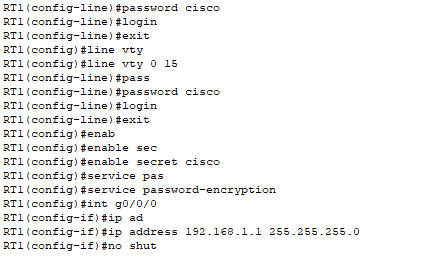 RT1(config-line)#password cisco
RT1(config-line)#login
RT1(config-line)#exit
RT1(config)#line vty
RT1(config)#line vty 0 15
RT1(config-line)#pass
RT1(config-line)#password cisco
RT1(config-line)#login
RT1(config-line)#exit
RT1(config)#enab
RT1(config)#enable sec
RT1(config)#enable secret cisco
RT1(config)#service pas
RT1(config)#service password-encryption
RT1(config)#int g0/0/0
RT1(config-if)#ip ad
RT1(config-if)#ip address 192.168.1.1 255.255.255.0
RT1(config-if)#no shut